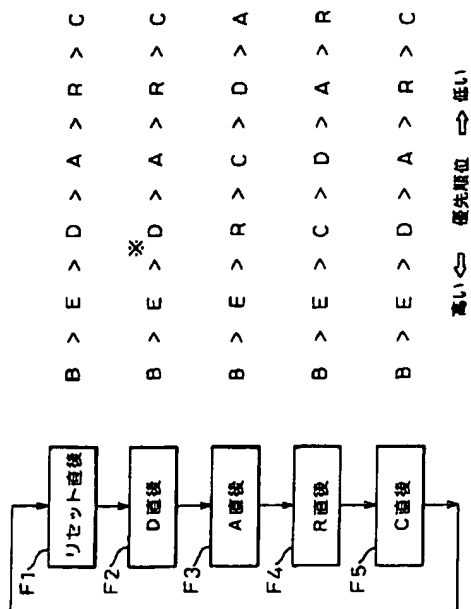 F1 リセット直後 B > E > D > A > R > C
※
F2 D直後 B > E > D > A > R > C
F3 A直後 B > E > R > C > D > A
F4 R直後 B > E > C > D > A > R
F5 C直後 B > E > D > A > R > C
高い ⇦ 優先順位 ⇨ 低い